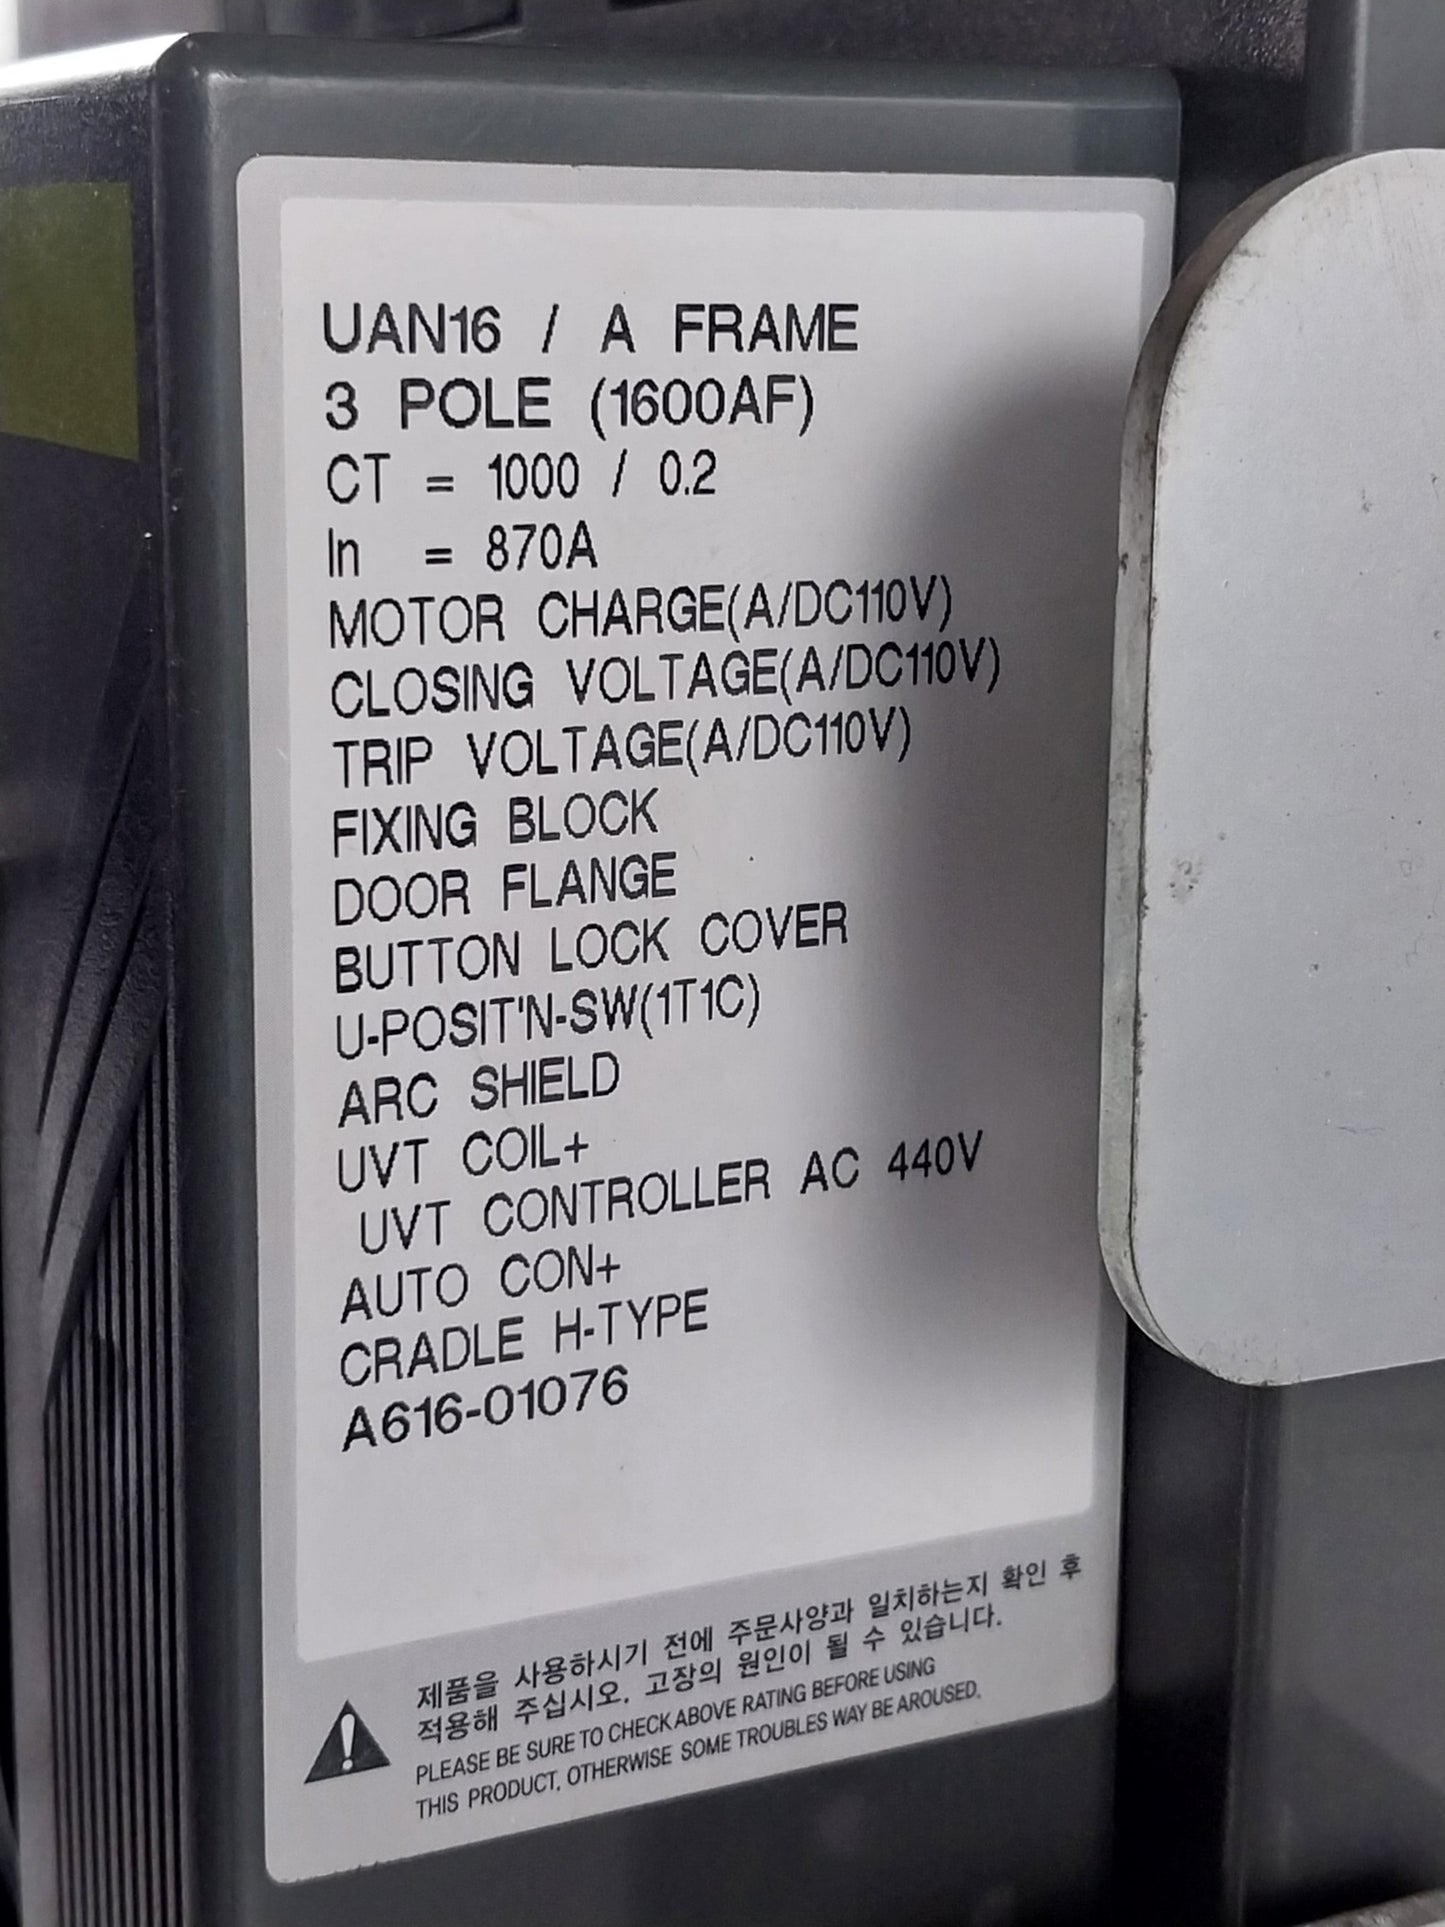 UAN16 / A FRAME
3 POLE (1600AF)
CT = 1000 / 0.2
In = 870A
MOTOR CHARGE(A/DC110V)
CLOSING VOLTAGE(A/DC110V)
TRIP VOLTAGE(A/DC110V)
FIXING BLOCK
DOOR FLANGE
BUTTON LOCK COVER
U-POSIT'N-SW(1T1C)
ARC SHIELD
UVT COIL+
UVT CONTROLLER AC 440V
AUTO CON+
CRADLE H-TYPE
A616-01076
제품을 사용하시기 전에 주문사양과 일치하는지 확인 후
적용해 주십시오. 고장의 원인이 될 수 있습니다.
PLEASE BE SURE TO CHECK ABOVE RATING BEFORE USING
THIS PRODUCT, OTHERWISE SOME TROUBLES WAY BE AROUSED.